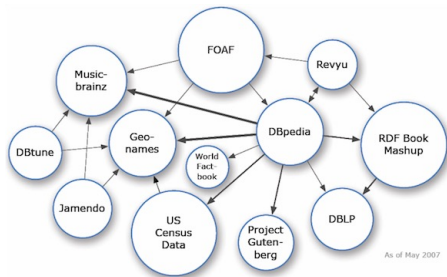 FOAF
Music-
brainz
Revyu
DBtune
Geo-
names
DBpedia
RDF Book
Mashup
World
Fact-
book
Jamendo
US
Census
Data
Project
Guten-
berg
DBLP
As of May 2007